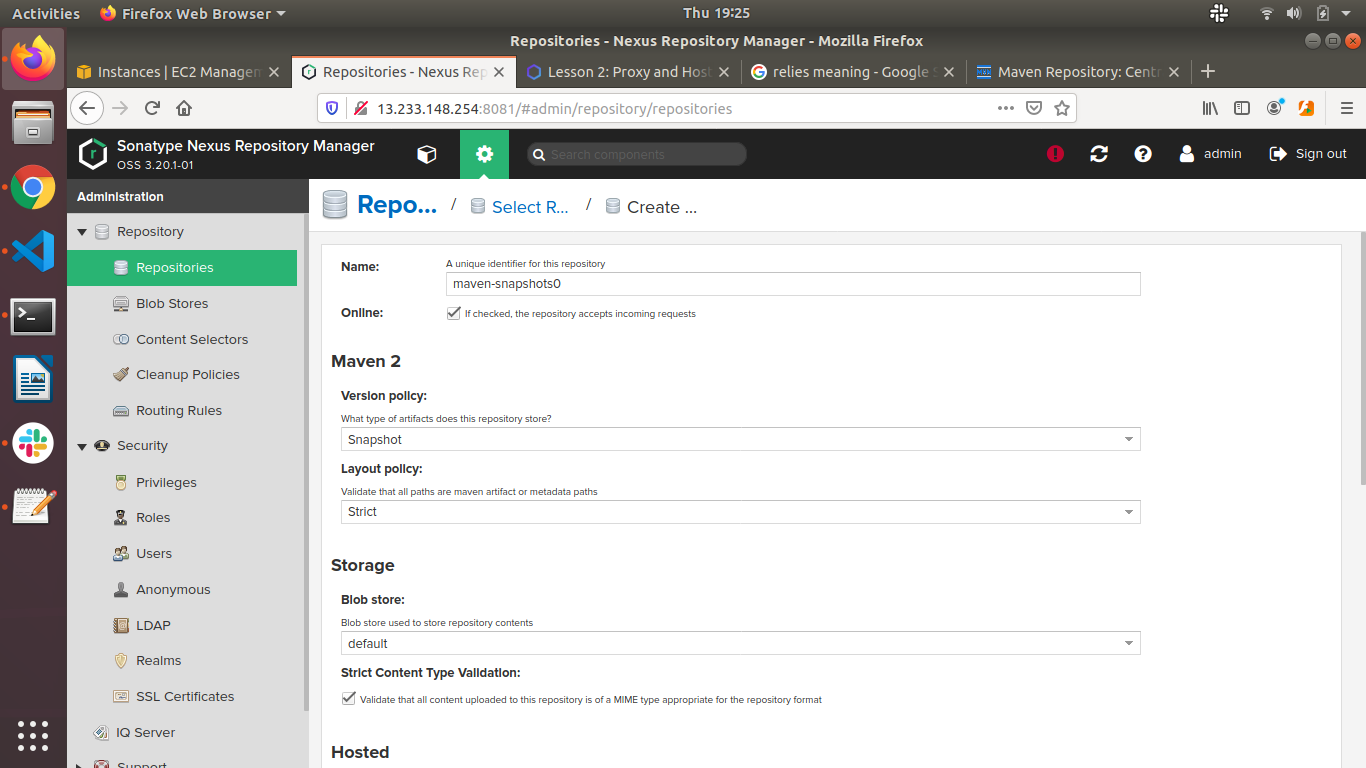 Activities Firefox Web Browser Thu 19:25
Repositories - Nexus Repository Manager - Mozilla Firefox
Instances | EC2 Managem Repositories - Nexus Rep Lesson 2: Proxy and Host relies meaning - Google S Maven Repository: Centr
13.233.148.254:8081/#admin/repository/repositories
Sonatype Nexus Repository Manager
OSS 3.20.1-01
Search components
admin Sign out
Administration
Repository
Repositories
Blob Stores
Content Selectors
Cleanup Policies
Routing Rules
Security
Privileges
Roles
Users
Anonymous
LDAP
Realms
SSL Certificates
IQ Server
Support
Repo... / Select R... / Create ...
Name: A unique identifier for this repository
maven-snapshots0
Online: If checked, the repository accepts incoming requests
Maven 2
Version policy:
What type of artifacts does this repository store?
Snapshot
Layout policy:
Validate that all paths are maven artifact or metadata paths
Strict
Storage
Blob store:
Blob store used to store repository contents
default
Strict Content Type Validation:
Validate that all content uploaded to this repository is of a MIME type appropriate for the repository format
Hosted